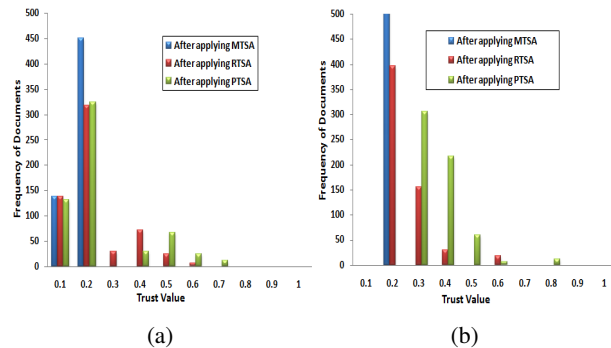 500
450
400
350
300
250
200
150
100
50
0
Frequency of Documents
After applying MTSA
After applying RTSA
After applying PTSA
0.1 0.2 0.3 0.4 0.5 0.6 0.7 0.8 0.9 1
Trust Value
(a)
500
450
400
350
300
250
200
150
100
50
0
Frequency of Documents
After applying MTSA
After applying RTSA
After applying PTSA
0.1 0.2 0.3 0.4 0.5 0.6 0.7 0.8 0.9 1
Trust Value
(b)